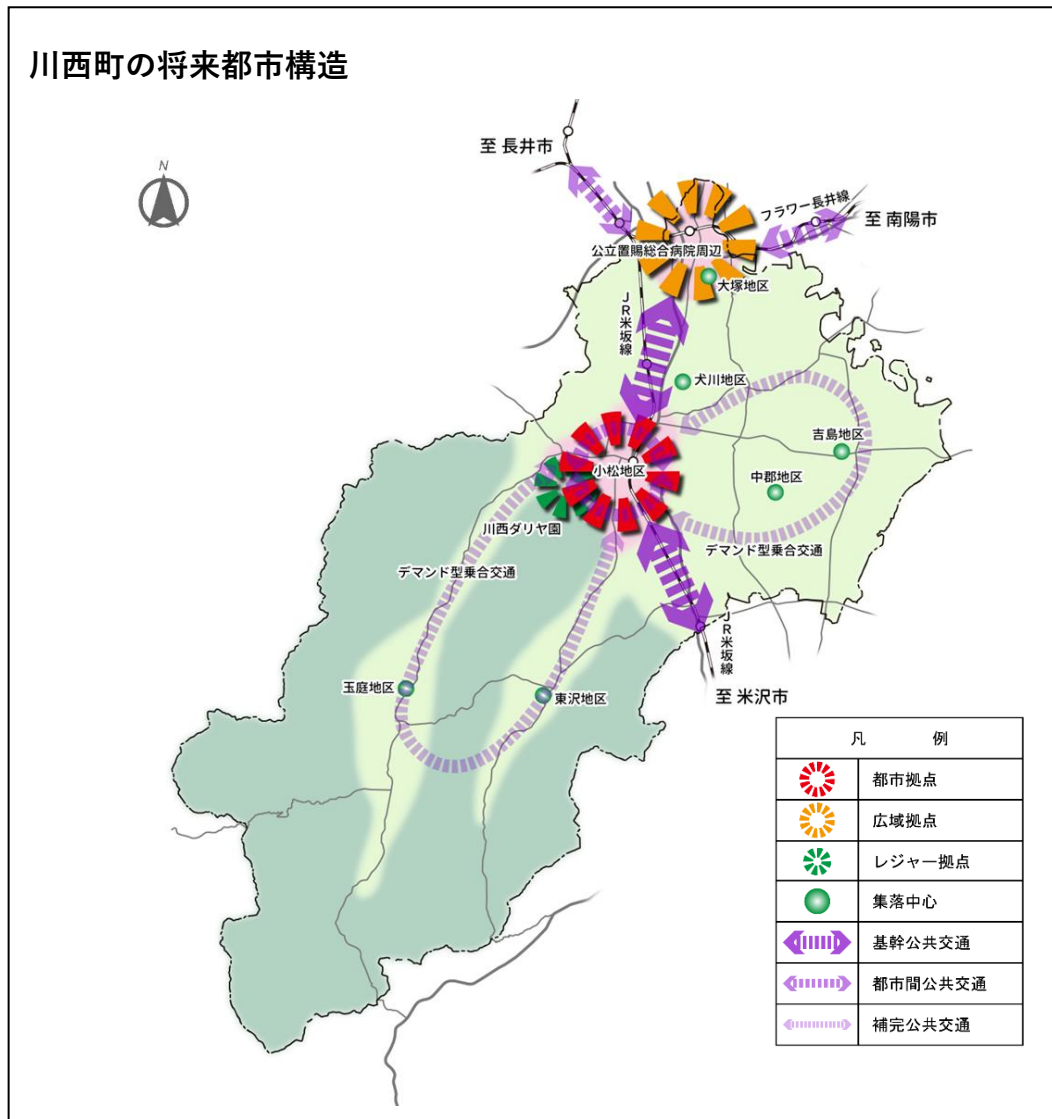 川西町の将来都市構造
N
至 長井市
フラワー長井線
至 南陽市
公立置賜総合病院周辺
大塚地区
JR米坂線
犬川地区
吉島地区
小松地区
中郡地区
川西ダリヤ園
デマンド型乗合交通
デマンド型乗合交通
JR米坂線
玉庭地区
東沢地区
至 米沢市
凡 例
都市拠点
広域拠点
レジャー拠点
集落中心
基幹公共交通
都市間公共交通
補完公共交通